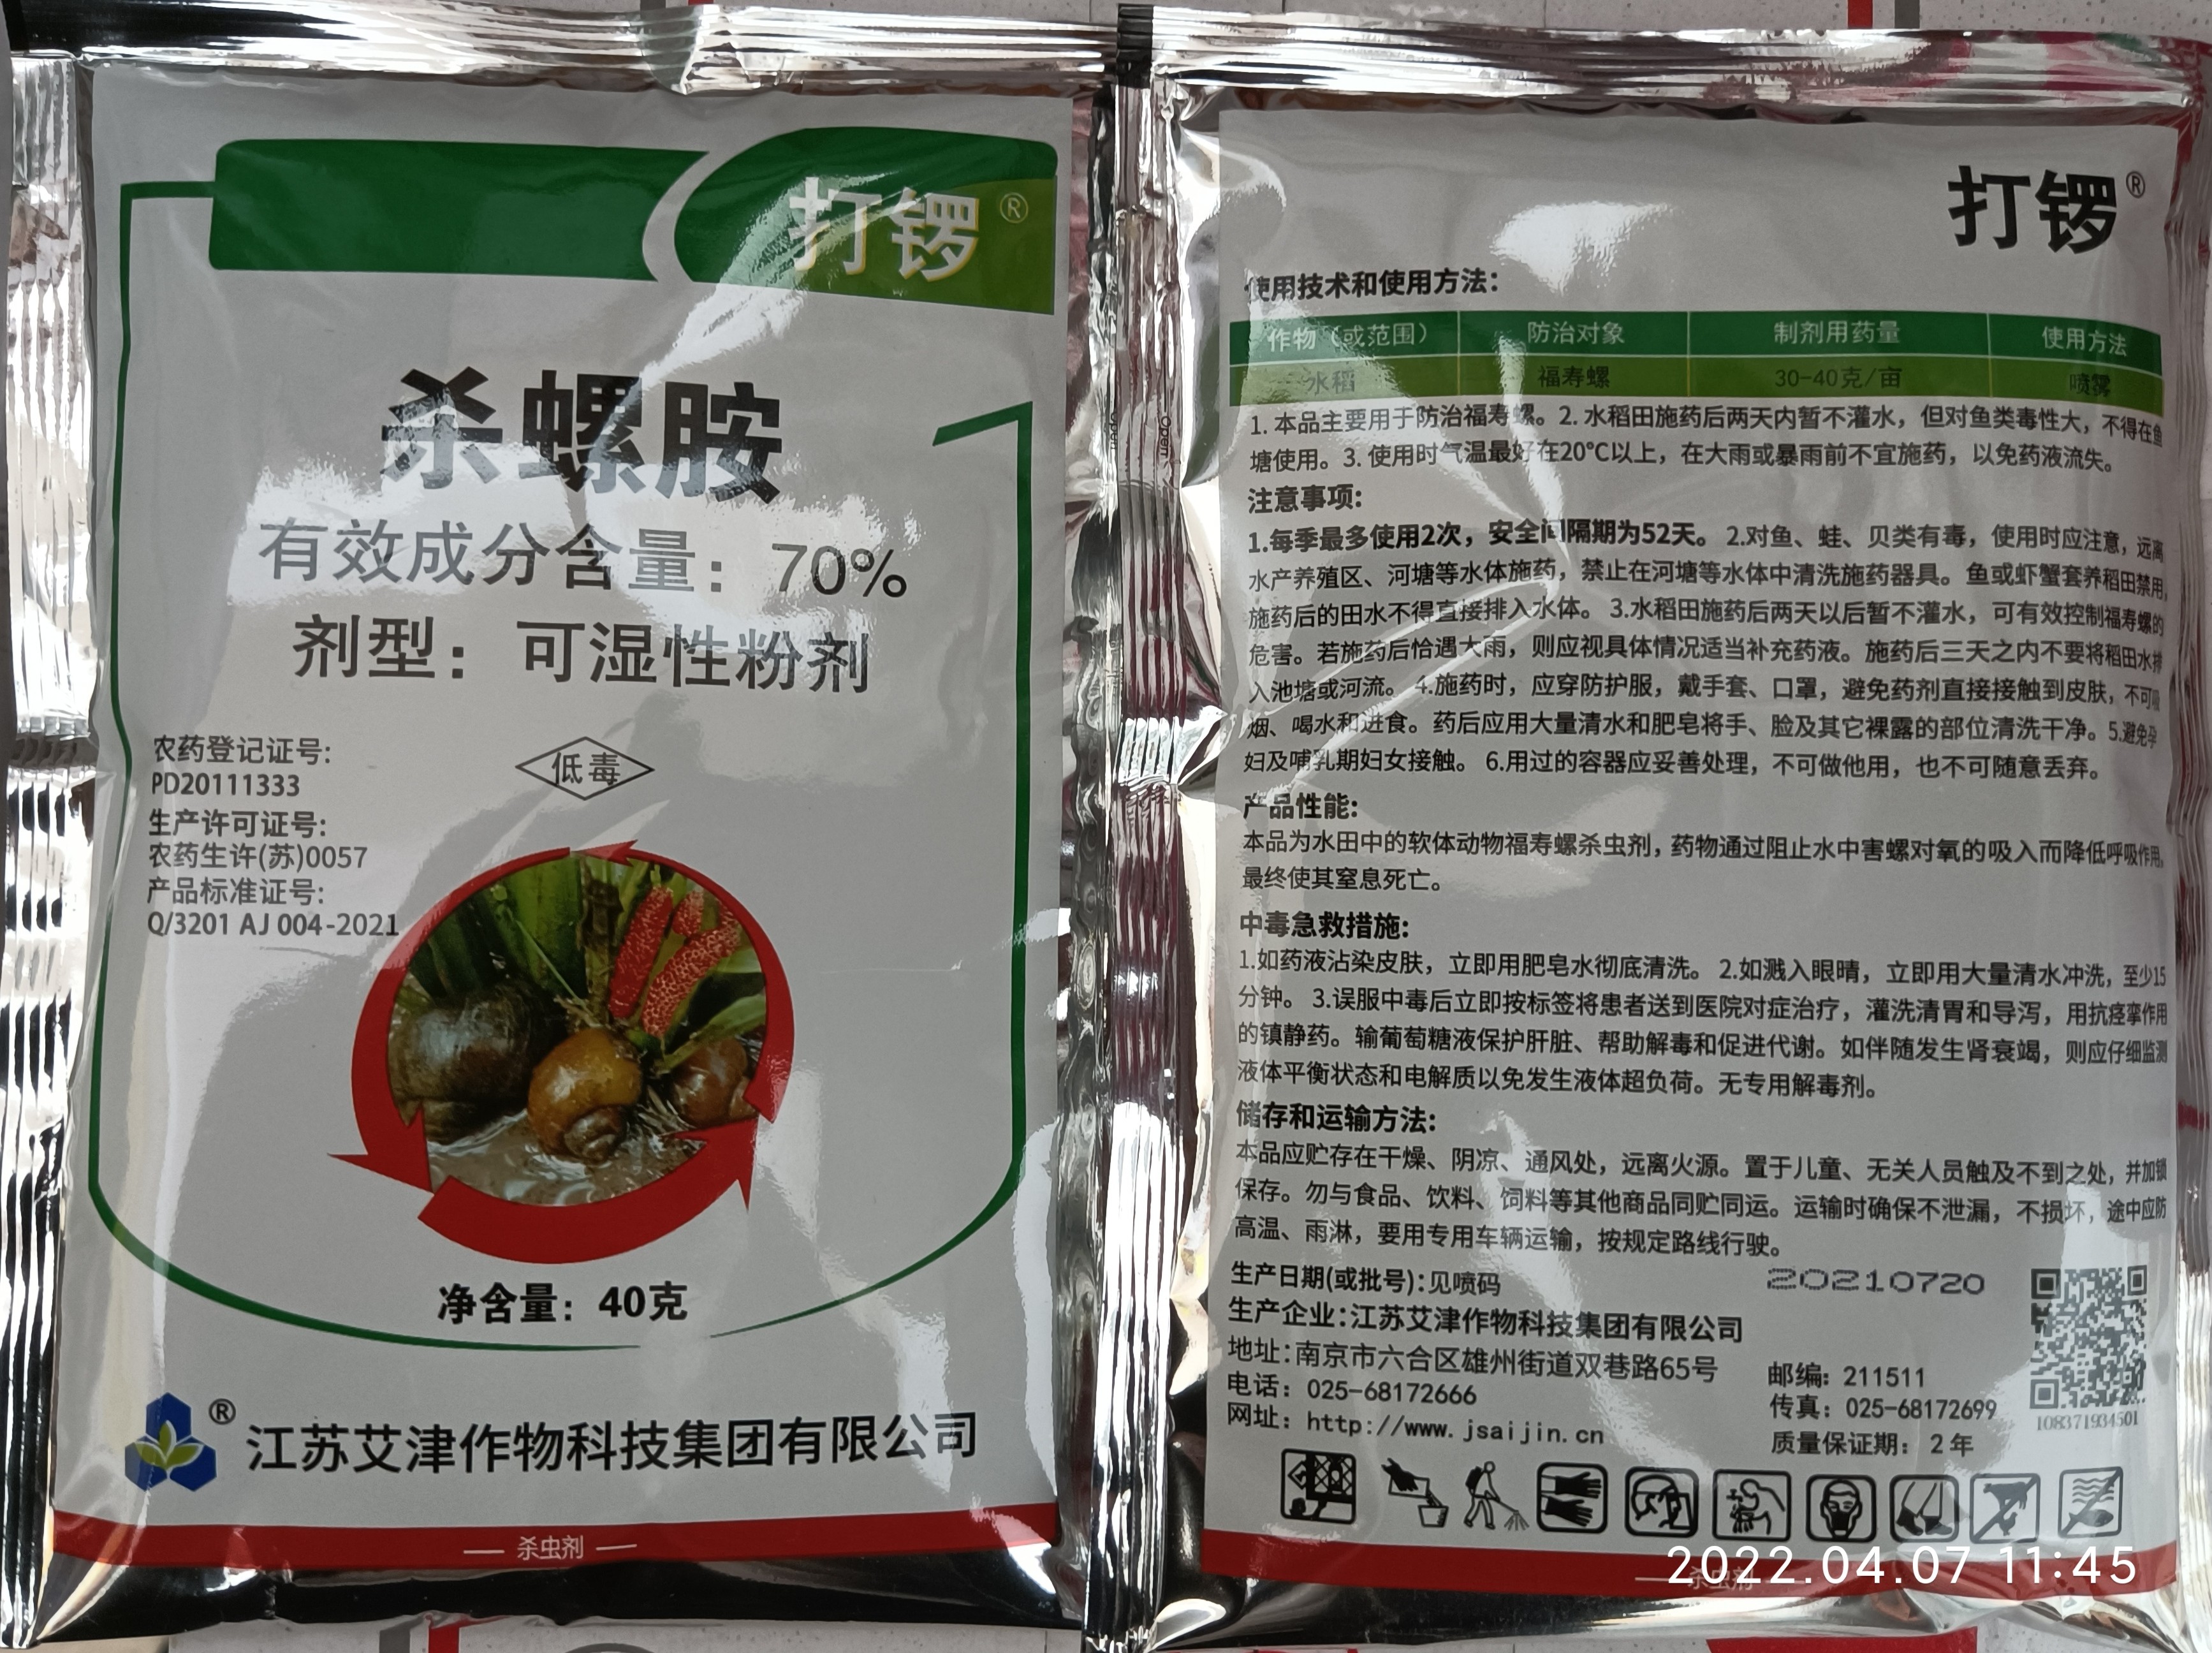 打锣®
杀螺胺
有效成分含量：70%
剂型：可湿性粉剂
农药登记证号:
PD20111333
生产许可证号:
农药生许(苏)0057
产品标准证号:
Q/3201 AJ 004-2021
低毒
净含量：40克
® 江苏艾津作物科技集团有限公司
杀虫剂
打锣®
使用技术和使用方法：
作物（或范围） 防治对象 制剂用药量 使用方法
水稻 福寿螺 30-40克/亩 喷雾
1. 本品主要用于防治福寿螺。2. 水稻田施药后两天内暂不灌水，但对鱼类毒性大，不得在鱼
塘使用。3. 使用时气温最好在20°C以上，在大雨或暴雨前不宜施药，以免药液流失。
注意事项:
1.每季最多使用2次，安全间隔期为52天。2.对鱼、蛙、贝类有毒，使用时应注意，远离
水产养殖区、河塘等水体施药，禁止在河塘等水体中清洗施药器具。鱼或虾蟹套养稻田禁用，
施药后的田水不得直接排入水体。3.水稻田施药后两天以后暂不灌水，可有效控制福寿螺的
危害。若施药后恰遇大雨，则应视具体情况适当补充药液。施药后三天之内不要将稻田水排
入池塘或河流。4.施药时，应穿防护服，戴手套、口罩，避免药剂直接接触到皮肤，不可吸
烟、喝水和进食。药后应用大量清水和肥皂将手、脸及其它裸露的部位清洗干净。5.避免孕
妇及哺乳期妇女接触。6.用过的容器应妥善处理，不可做他用，也不可随意丢弃。
产品性能:
本品为水田中的软体动物福寿螺杀虫剂，药物通过阻止水中害螺对氧的吸入而降低呼吸作用，
最终使其窒息死亡。
中毒急救措施:
1.如药液沾染皮肤，立即用肥皂水彻底清洗。2.如溅入眼睛，立即用大量清水冲洗，至少15
分钟。3.误服中毒后立即按标签将患者送到医院对症治疗，灌洗清胃和导泻，用抗痉挛作用
的镇静药。输葡萄糖液保护肝脏、帮助解毒和促进代谢。如伴随发生肾衰竭，则应仔细监测
液体平衡状态和电解质以免发生液体超负荷。无专用解毒剂。
储存和运输方法:
本品应贮存在干燥、阴凉、通风处，远离火源。置于儿童、无关人员触及不到之处，并加锁
保存。勿与食品、饮料、饲料等其他商品同贮同运。运输时确保不泄漏，不损坏，途中应防
高温、雨淋，要用专用车辆运输，按规定路线行驶。
生产日期(或批号):见喷码 20210720
生产企业:江苏艾津作物科技集团有限公司
地址:南京市六合区雄州街道双巷路65号 邮编: 211511
电话: 025-68172666 传真: 025-68172699
网址: http://www.jsaijin.cn 质量保证期: 2年
108371934501
杀虫剂
2022.04.07 11:45